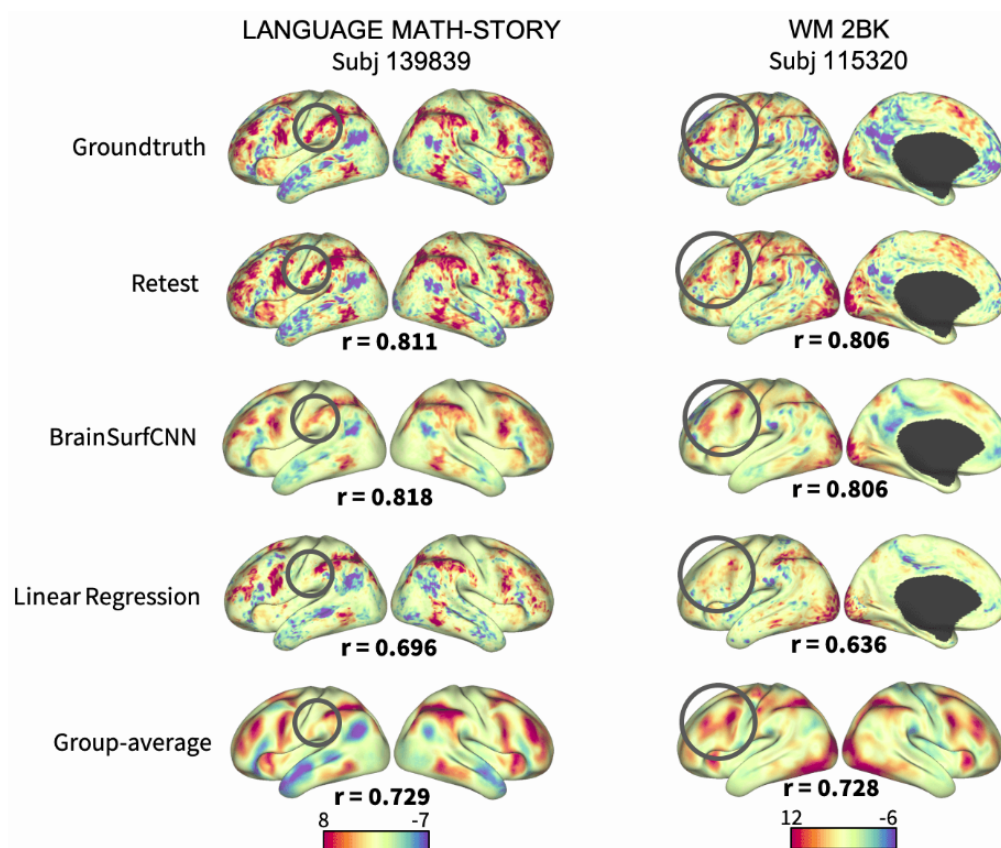 LANGUAGE MATH-STORY
Subj 139839
WM 2BK
Subj 115320
Groundtruth
Retest
r = 0.811
r = 0.806
BrainSurfCNN
r = 0.818
r = 0.806
Linear Regression
r = 0.696
r = 0.636
Group-average
r = 0.729
r = 0.728
8 -7
12 -6